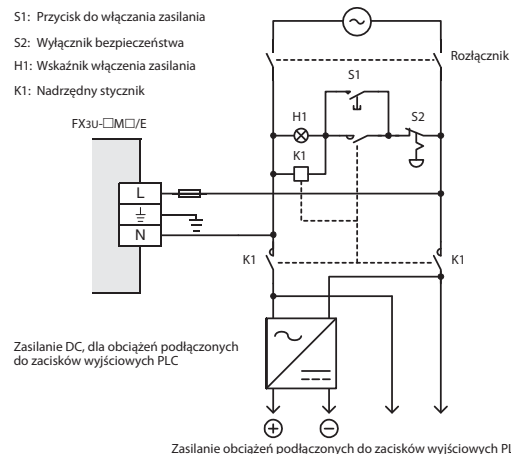 S1: Przycisk do włączania zasilania
S2: Wyłącznik bezpieczeństwa
H1: Wskaźnik włączenia zasilania
K1: Nadrzędny stycznik
Rozłącznik
S1
H1
S2
K1
FX3U-□M□/E
L
N
K1
K1
Zasilanie DC, dla obciążeń podłączonych
do zacisków wyjściowych PLC
Zasilanie obciążeń podłączonych do zacisków wyjściowych PL